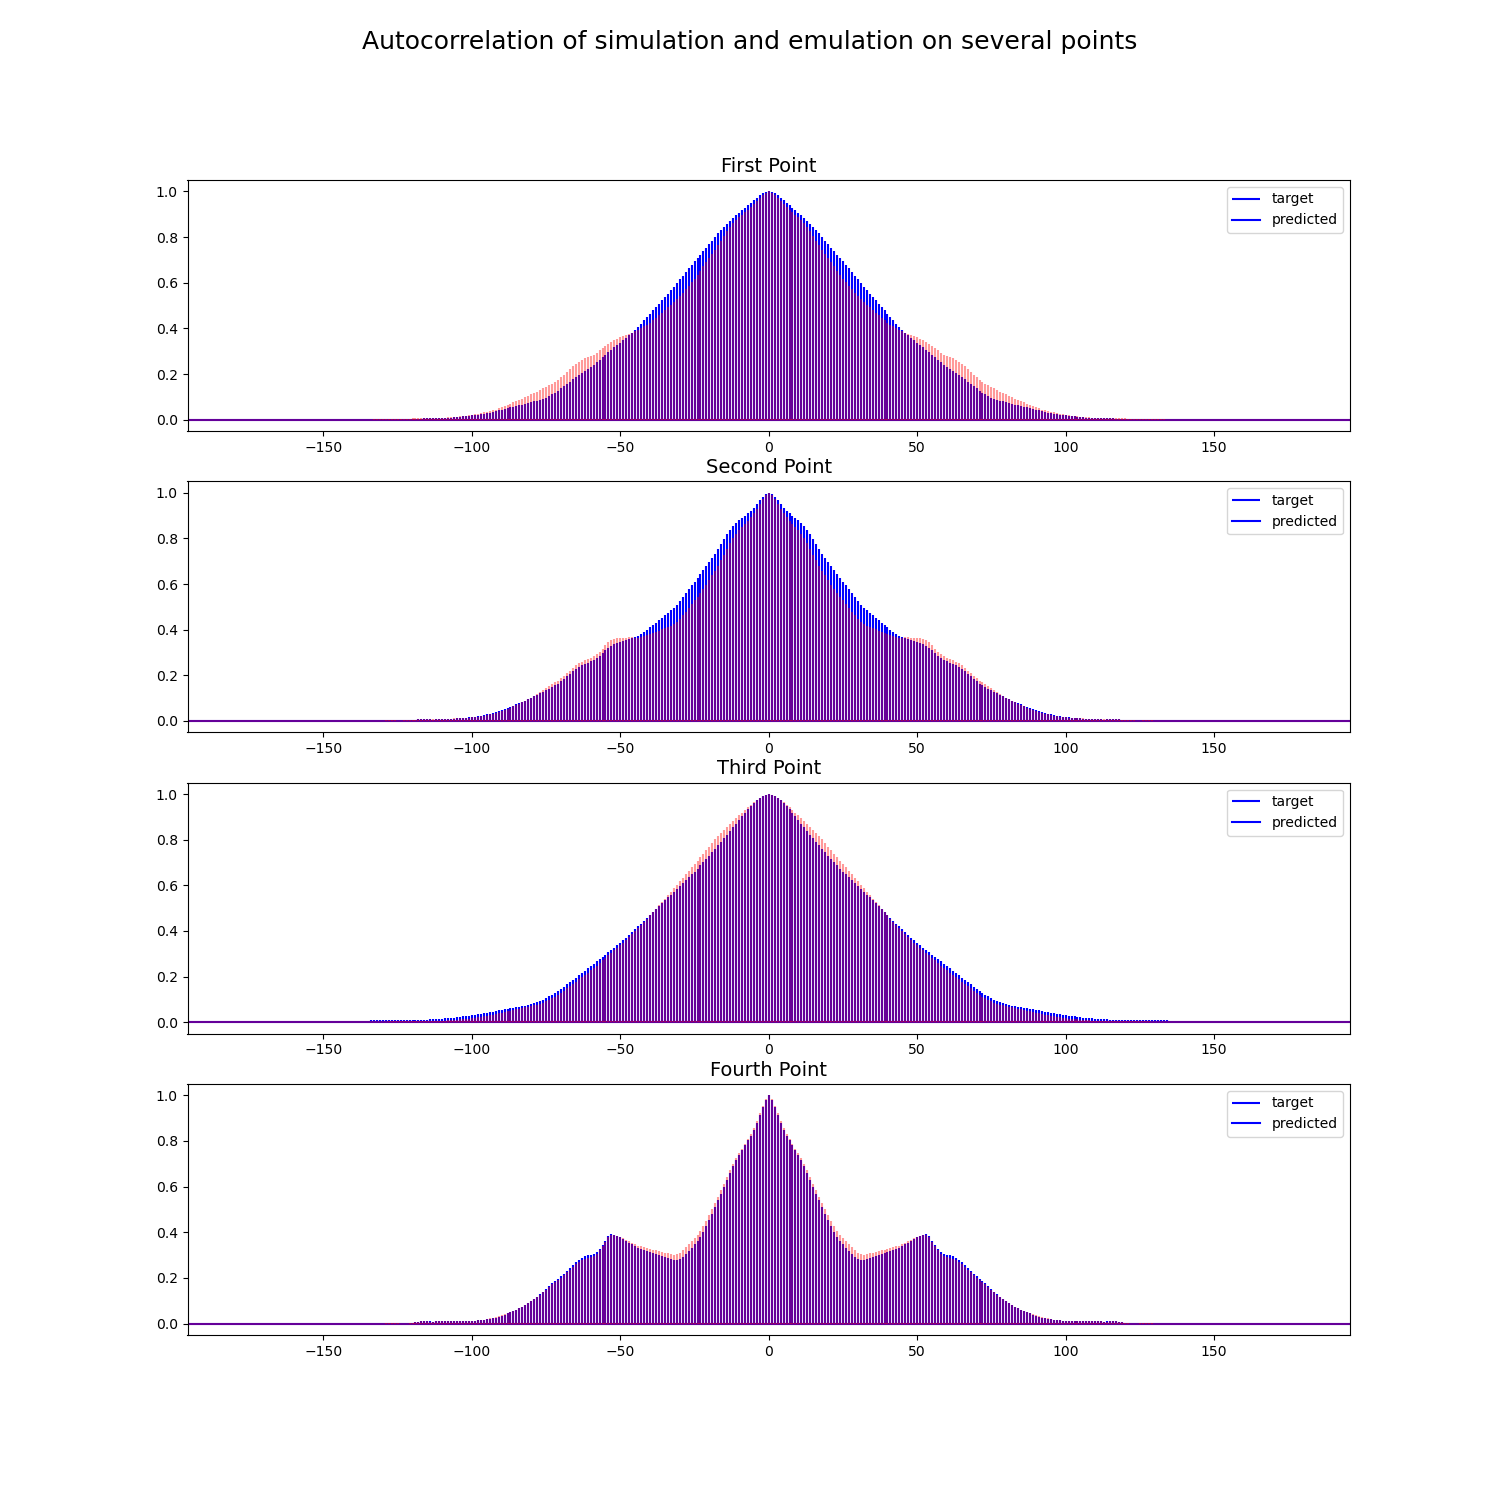 Autocorrelation of simulation and emulation on several points
First Point
1.0
0.8
0.6
0.4
0.2
0.0
target
predicted
−150 −100 −50 0 50 100 150
Second Point
1.0
0.8
0.6
0.4
0.2
0.0
target
predicted
−150 −100 −50 0 50 100 150
Third Point
1.0
0.8
0.6
0.4
0.2
0.0
target
predicted
−150 −100 −50 0 50 100 150
Fourth Point
1.0
0.8
0.6
0.4
0.2
0.0
target
predicted
−150 −100 −50 0 50 100 150